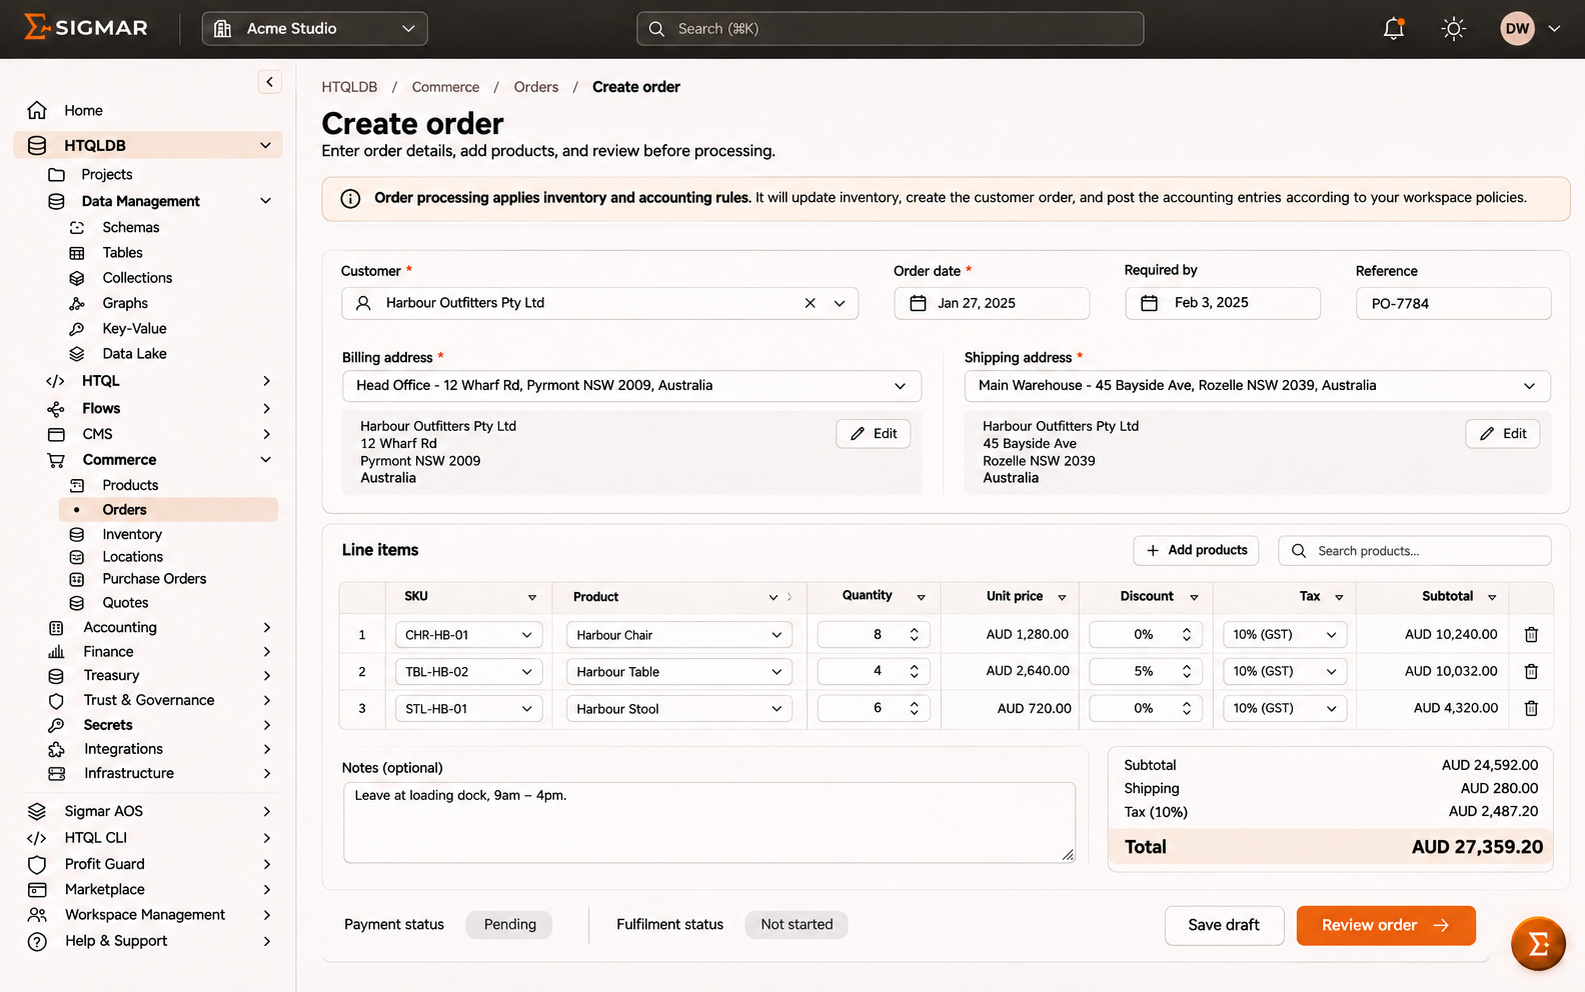 SIGMAR
Acme Studio
Search (⌘K)
DW
Home
HTQLDB
Projects
Data Management
Schemas
Tables
Collections
Graphs
Key-Value
Data Lake
HTQL
Flows
CMS
Commerce
Products
Orders
Inventory
Locations
Purchase Orders
Quotes
Accounting
Finance
Treasury
Trust & Governance
Secrets
Integrations
Infrastructure
Sigmar AOS
HTQL CLI
Profit Guard
Marketplace
Workspace Management
Help & Support
HTQLDB / Commerce / Orders / Create order
Create order
Enter order details, add products, and review before processing.
Order processing applies inventory and accounting rules. It will update inventory, create the customer order, and post the accounting entries according to your workspace policies.
Customer * Order date * Required by Reference
Harbour Outfitters Pty Ltd Jan 27, 2025 Feb 3, 2025 PO-7784
Billing address *
Head Office - 12 Wharf Rd, Pyrmont NSW 2009, Australia
Harbour Outfitters Pty Ltd
12 Wharf Rd
Pyrmont NSW 2009
Australia
Edit
Shipping address *
Main Warehouse - 45 Bayside Ave, Rozelle NSW 2039, Australia
Harbour Outfitters Pty Ltd
45 Bayside Ave
Rozelle NSW 2039
Australia
Edit
Line items
Add products
Search products...
SKU Product Quantity Unit price Discount Tax Subtotal
1 CHR-HB-01 Harbour Chair 8 AUD 1,280.00 0% 10% (GST) AUD 10,240.00
2 TBL-HB-02 Harbour Table 4 AUD 2,640.00 5% 10% (GST) AUD 10,032.00
3 STL-HB-01 Harbour Stool 6 AUD 720.00 0% 10% (GST) AUD 4,320.00
Notes (optional)
Leave at loading dock, 9am – 4pm.
Subtotal AUD 24,592.00
Shipping AUD 280.00
Tax (10%) AUD 2,487.20
Total AUD 27,359.20
Payment status Pending
Fulfilment status Not started
Save draft
Review order →